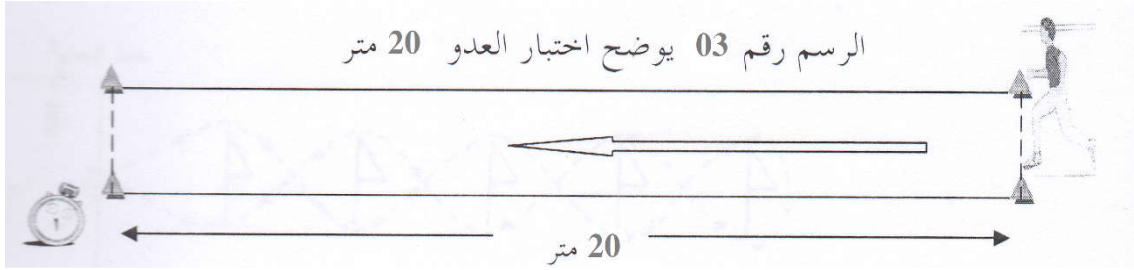 الرسم رقم 03 يوضح اختبار العدو 20 متر
20 متر